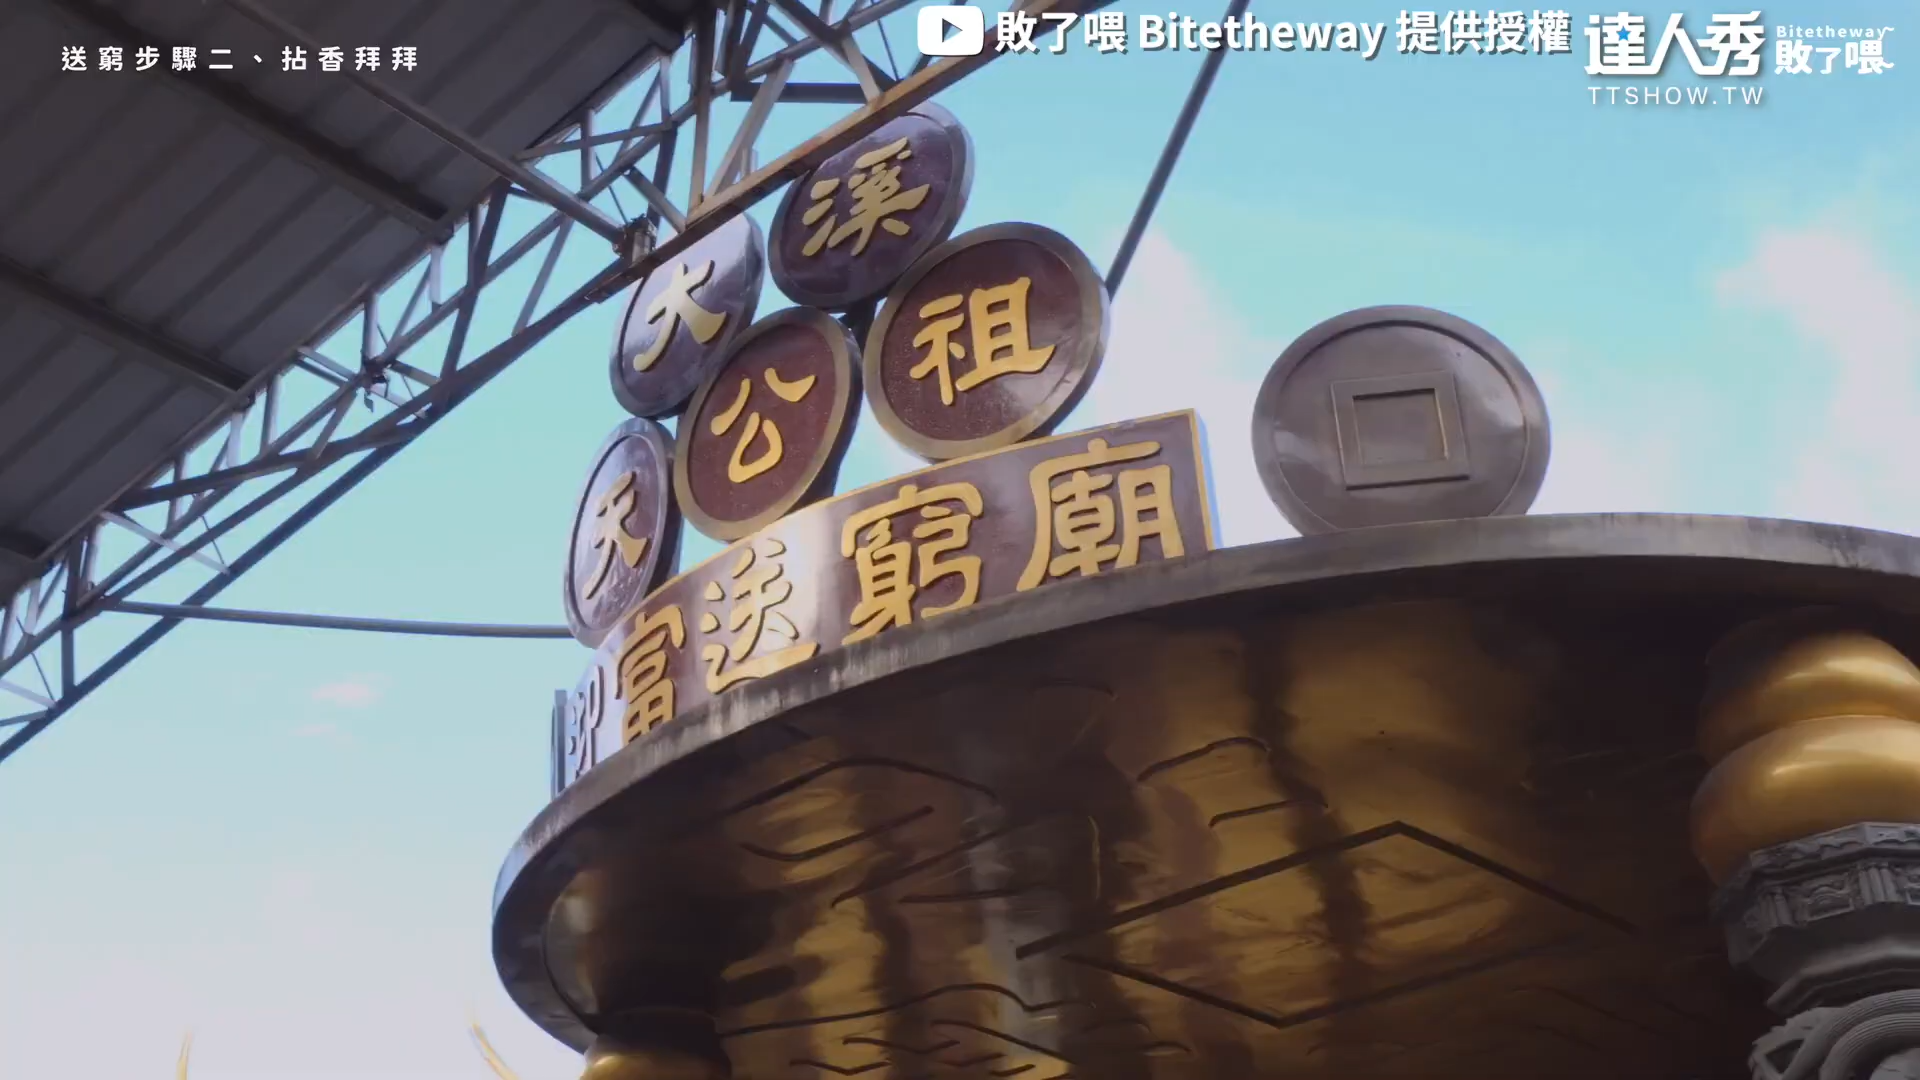 送窮步驟二、拈香拜拜
敗了喂 Bitetheway 提供授權
達人秀
TTSHOW.TW
Bitetheway~
敗了喂~
大溪
天公祖
迎富送窮廟